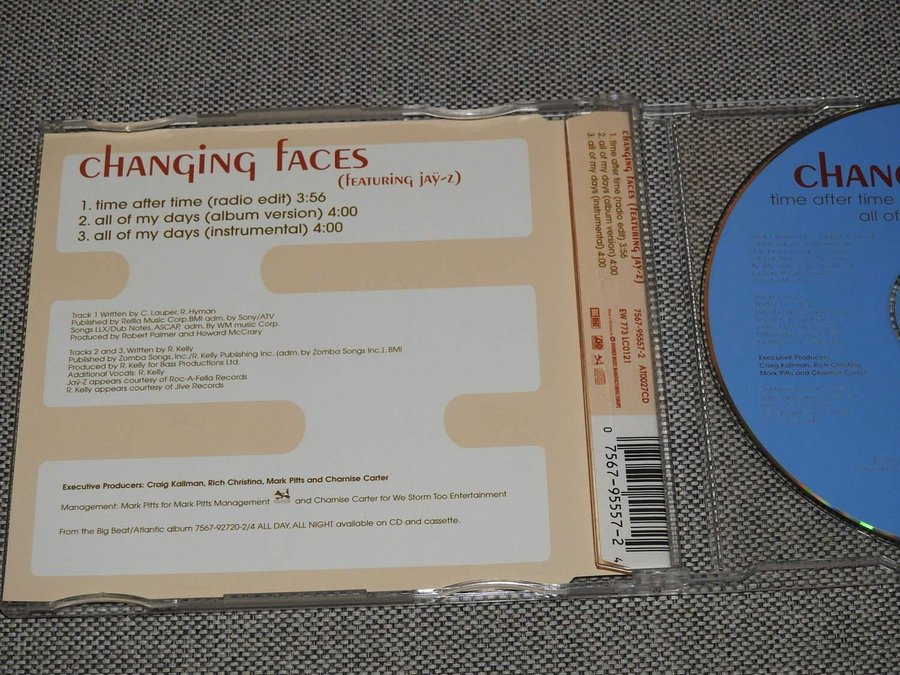 changing faces
(featuring jaÿ-z)
1. time after time (radio edit) 3:56
2. all of my days (album version) 4:00
3. all of my days (instrumental) 4:00
Track 1 Written by C. Lauper, R. Hyman
Published by Reilla Music Corp.BMI adm. by Sony/ATV
Songs LLX/Dub Notes, ASCAP, adm. By WM music Corp.
Produced by Robert Palmer and Howard McCrary
Tracks 2 and 3, Written by R. Kelly
Published by Zomba Songs, Inc./R. Kelly Publishing Inc. (adm. by Zomba Songs Inc.). BMI
Produced by R. Kelly for Bass Productions Ltd.
Additional Vocals: R. Kelly
Jaÿ-Z appears courtesy of Roc-A-Fella Records
R. Kelly appears courtesy of Jive Records
Executive Producers: Craig Kallman, Rich Christina, Mark Pitts and Charnise Carter
Management: Mark Pitts for Mark Pitts Management and Charnise Carter for We Storm Too Entertainment
From the Big Beat/Atlantic album 7567-92720-2/4 ALL DAY, ALL NIGHT available on CD and cassette.
changing faces (featuring jaÿ-z)
1. time after time (radio edit) 3:56
2. all of my days (album version) 4:00
3. all of my days (instrumental) 4:00
7567-95557-2 AT0027CD
EW 773 LC0121
0 7567-95557-2 4
chang
time after time
all of
Executive Producers:
Craig Kallman, Rich Christina,
Mark Pitts and Charnise Carter